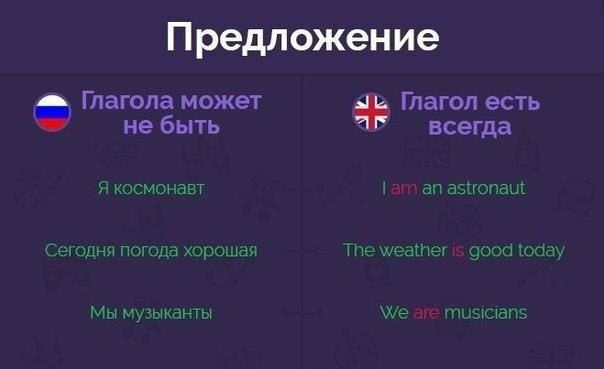 Предложение
Глагола может
не быть
Глагол есть
всегда
Я космонавт
I am an astronaut
Сегодня погода хорошая
The weather is good today
Мы музыканты
We are musicians